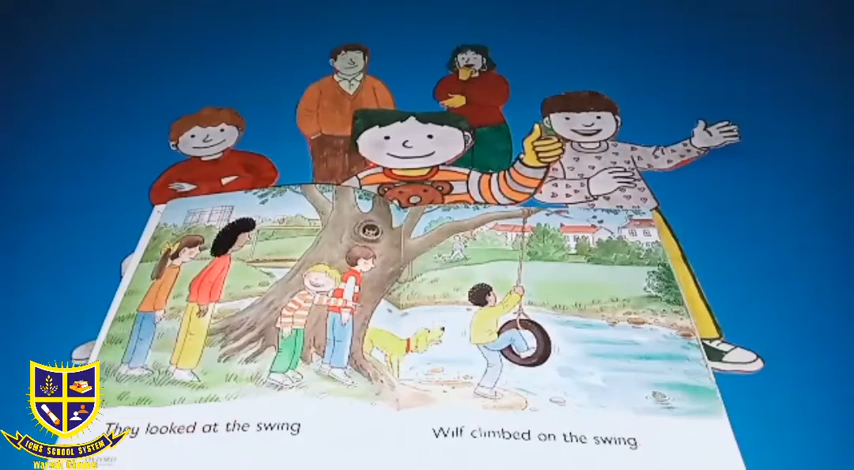 They looked at the swing
Wilf climbed on the swing.
ICMS SCHOOL SYSTEM